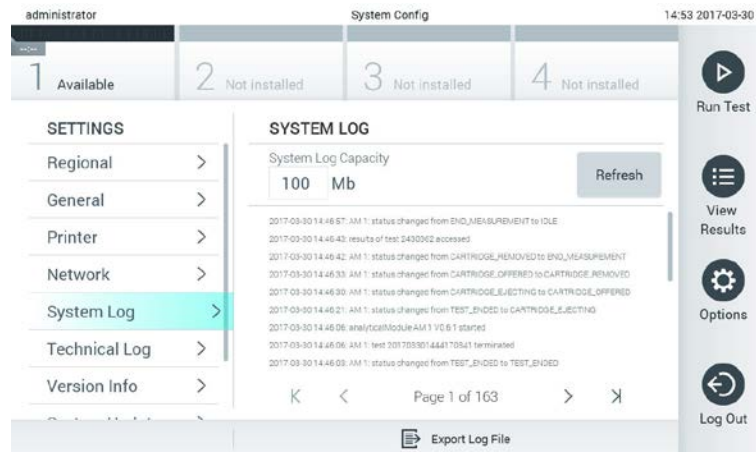 administrator System Config 14:53 2017-03-30
--:--
1 Available
2 Not installed
3 Not installed
4 Not installed
Run Test
View
Results
Options
Log Out
SETTINGS
Regional
General
Printer
Network
System Log
Technical Log
Version Info
SYSTEM LOG
System Log Capacity
100 Mb
Refresh
2017-03-30 14:46:57: AM 1: status changed from END_MEASUREMENT to IDLE
2017-03-30 14:46:43: results of test 2430362 accessed
2017-03-30 14:46:42: AM 1: status changed from CARTRIDGE_REMOVED to END_MEASUREMENT
2017-03-30 14:46:33: AM 1: status changed from CARTRIDGE_OFFERED to CARTRIDGE_REMOVED
2017-03-30 14:46:30: AM 1: status changed from CARTRIDGE_EJECTING to CARTRIDGE_OFFERED
2017-03-30 14:46:21: AM 1: status changed from TEST_ENDED to CARTRIDGE_EJECTING
2017-03-30 14:46:06: analyticalModule AM 1 V0.6.1 started
2017-03-30 14:46:06: AM 1: test terminated
2017-03-30 14:46:03: AM 1: status changed from TEST_ENDED to TEST_ENDED
Page 1 of 163
Export Log File